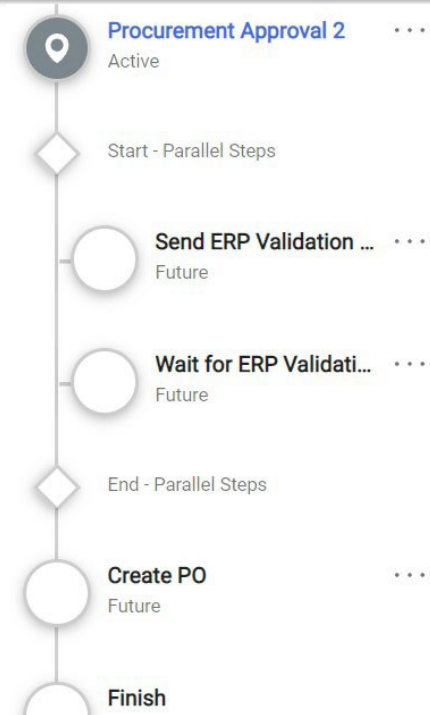 Procurement Approval 2
Active
Start - Parallel Steps
Send ERP Validation ...
Future
Wait for ERP Validati...
Future
End - Parallel Steps
Create PO
Future
Finish